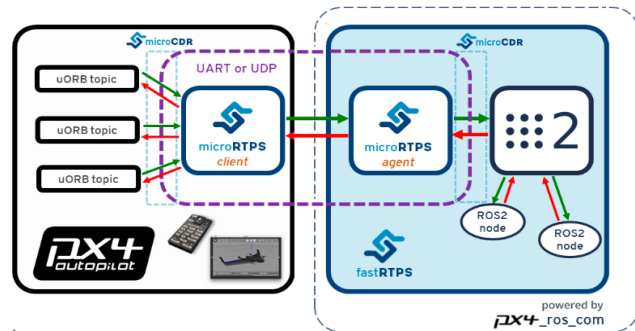 microCDR
microCDR
UART or UDP
uORB topic
uORB topic
uORB topic
microRTPS
client
microRTPS
agent
2
ROS2
node
ROS2
node
px4
autopilot
fastRTPS
powered by
px4_ros_com